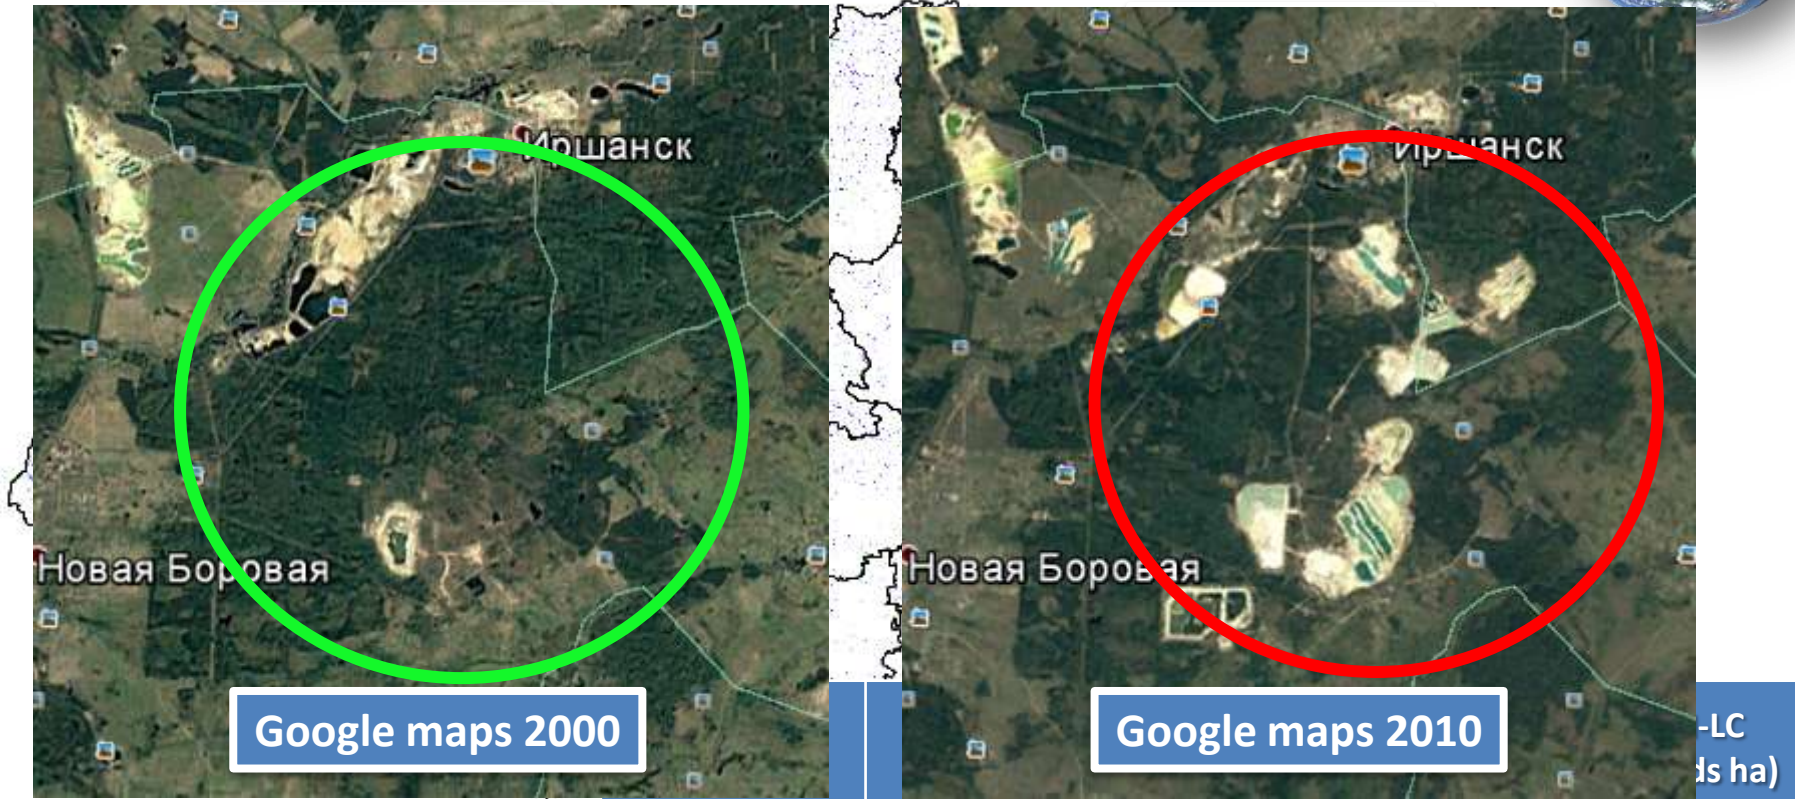 Иршанск
Иршанск
Новая Боровая
Новая Боровая
Google maps 2000
Google maps 2010
-LC
ds ha)